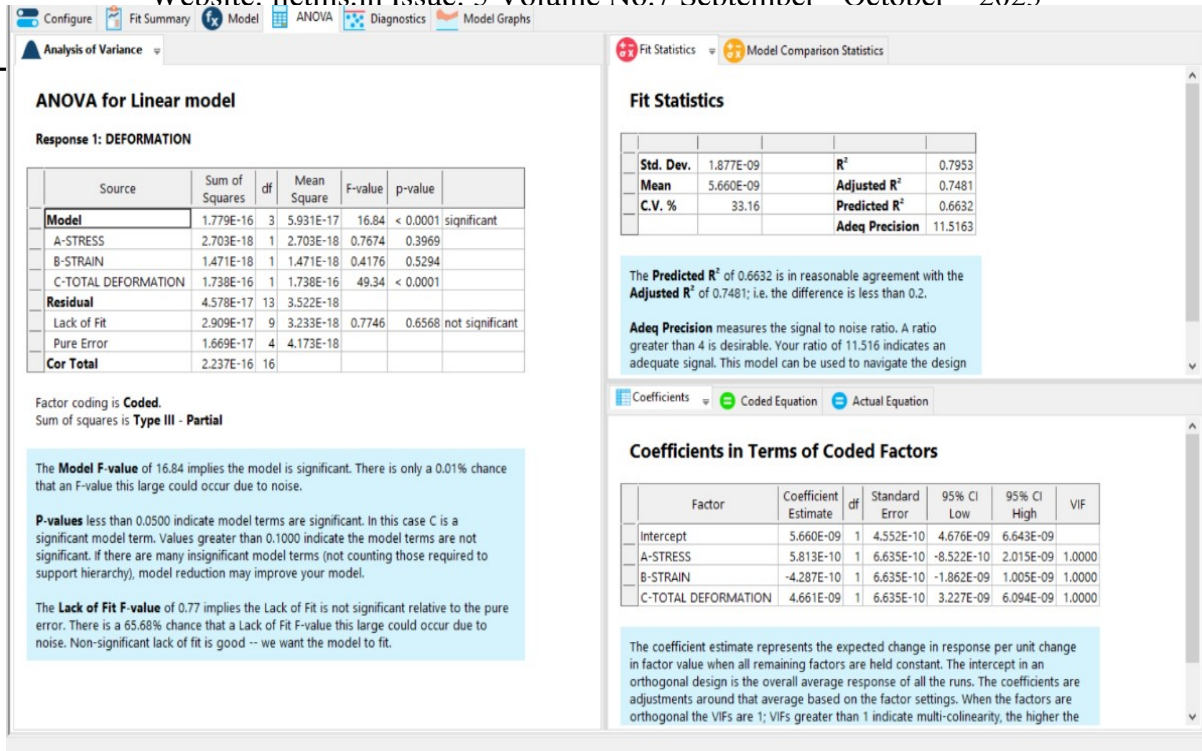 Website: Issue: 5 Volume No.7 September - October - 2025
Configure Fit Summary Model ANOVA Diagnostics Model Graphs
Analysis of Variance
ANOVA for Linear model
Response 1: DEFORMATION
Source Sum of Squares df Mean Square F-value p-value
Model 1.779E-16 3 5.931E-17 16.84 < 0.0001 significant
A-STRESS 2.703E-18 1 2.703E-18 0.7674 0.3969
B-STRAIN 1.471E-18 1 1.471E-18 0.4176 0.5294
C-TOTAL DEFORMATION 1.738E-16 1 1.738E-16 49.34 < 0.0001
Residual 4.578E-17 13 3.522E-18
Lack of Fit 2.909E-17 9 3.233E-18 0.7746 0.6568 not significant
Pure Error 1.669E-17 4 4.173E-18
Cor Total 2.237E-16 16
Factor coding is Coded.
Sum of squares is Type III - Partial
The Model F-value of 16.84 implies the model is significant. There is only a 0.01% chance
that an F-value this large could occur due to noise.
P-values less than 0.0500 indicate model terms are significant. In this case C is a
significant model term. Values greater than 0.1000 indicate the model terms are not
significant. If there are many insignificant model terms (not counting those required to
support hierarchy), model reduction may improve your model.
The Lack of Fit F-value of 0.77 implies the Lack of Fit is not significant relative to the pure
error. There is a 65.68% chance that a Lack of Fit F-value this large could occur due to
noise. Non-significant lack of fit is good -- we want the model to fit.
Fit Statistics Model Comparison Statistics
Fit Statistics
Std. Dev. 1.877E-09 R² 0.7953
Mean 5.660E-09 Adjusted R² 0.7481
C.V. % 33.16 Predicted R² 0.6632
Adeq Precision 11.5163
The Predicted R² of 0.6632 is in reasonable agreement with the
Adjusted R² of 0.7481; i.e. the difference is less than 0.2.
Adeq Precision measures the signal to noise ratio. A ratio
greater than 4 is desirable. Your ratio of 11.516 indicates an
adequate signal. This model can be used to navigate the design
Coefficients Coded Equation Actual Equation
Coefficients in Terms of Coded Factors
Factor Coefficient Estimate df Standard Error 95% CI Low 95% CI High VIF
Intercept 5.660E-09 1 4.552E-10 4.676E-09 6.643E-09
A-STRESS 5.813E-10 1 6.635E-10 -8.522E-10 2.015E-09 1.0000
B-STRAIN -4.287E-10 1 6.635E-10 -1.862E-09 1.005E-09 1.0000
C-TOTAL DEFORMATION 4.661E-09 1 6.635E-10 3.227E-09 6.094E-09 1.0000
The coefficient estimate represents the expected change in response per unit change
in factor value when all remaining factors are held constant. The intercept in an
orthogonal design is the overall average response of all the runs. The coefficients are
adjustments around that average based on the factor settings. When the factors are
orthogonal the VIFs are 1; VIFs greater than 1 indicate multi-colinearity, the higher the